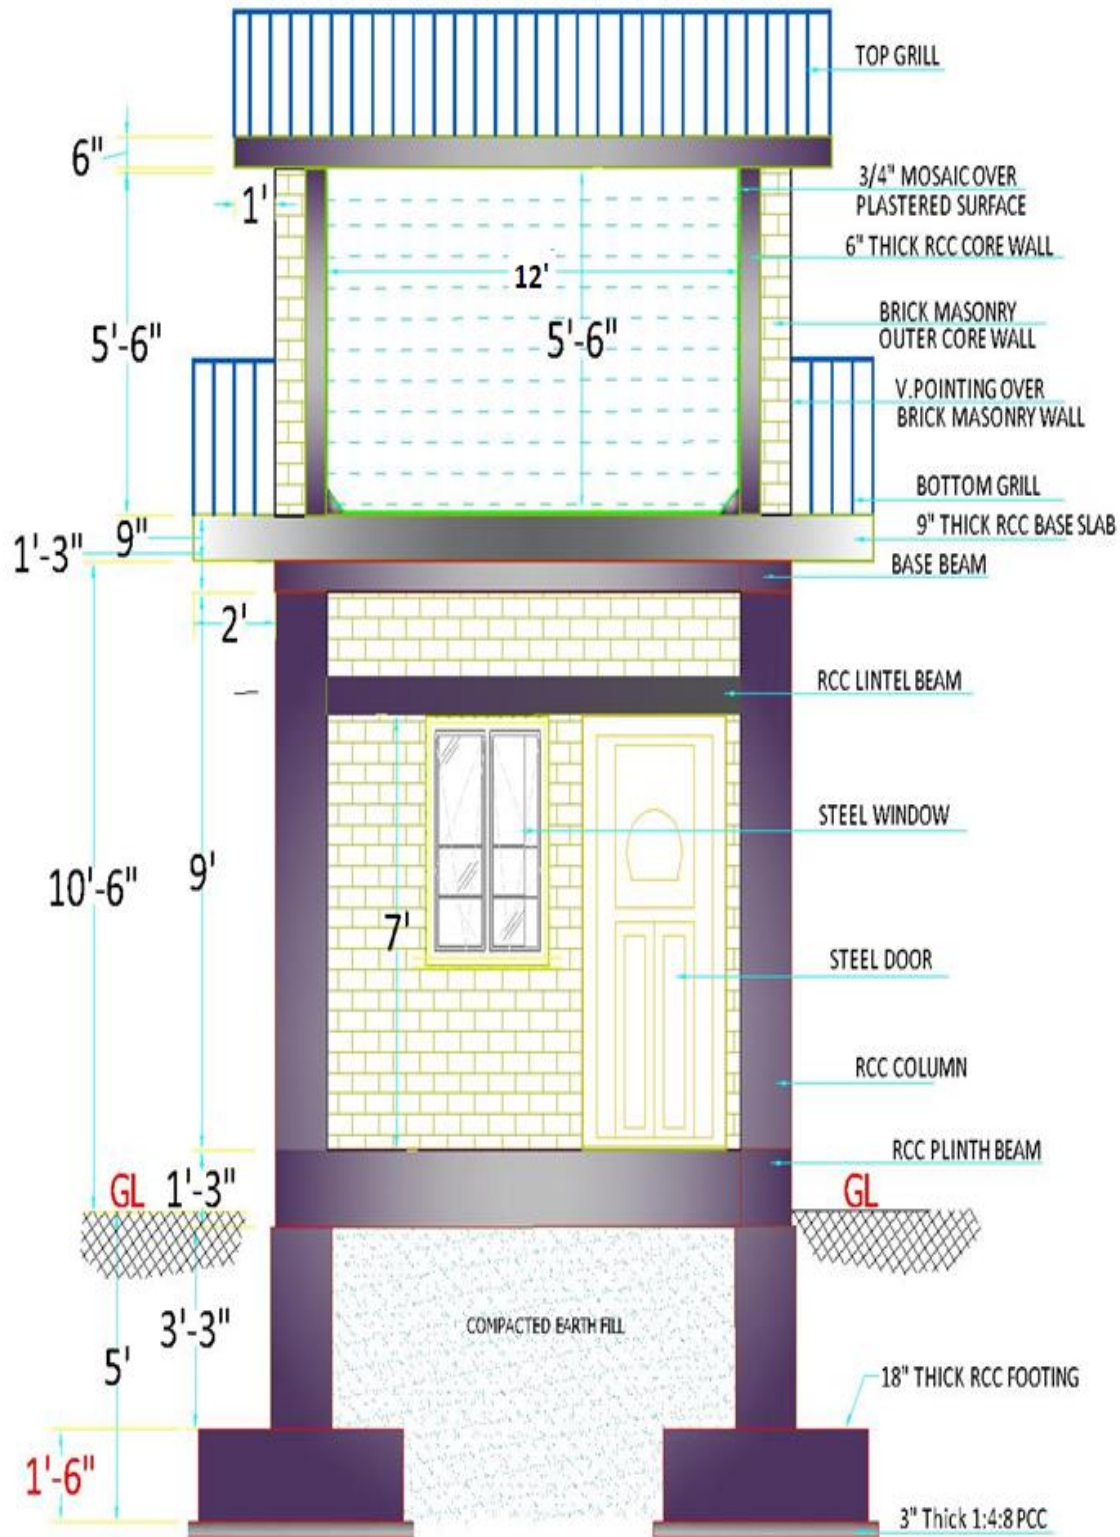 TOP GRILL
6"
3/4" MOSAIC OVER
PLASTERED SURFACE
1'
6" THICK RCC CORE WALL
12'
BRICK MASONRY
OUTER CORE WALL
5'-6"
5'-6"
V.POINTING OVER
BRICK MASONRY WALL
BOTTOM GRILL
9" THICK RCC BASE SLAB
9"
1'-3"
BASE BEAM
2'
RCC LINTEL BEAM
STEEL WINDOW
10'-6"
9'
7'
STEEL DOOR
RCC COLUMN
RCC PLINTH BEAM
GL
1'-3"
GL
COMPACTED EARTH FILL
3'-3"
5'
18" THICK RCC FOOTING
1'-6"
3" Thick 1:4:8 PCC